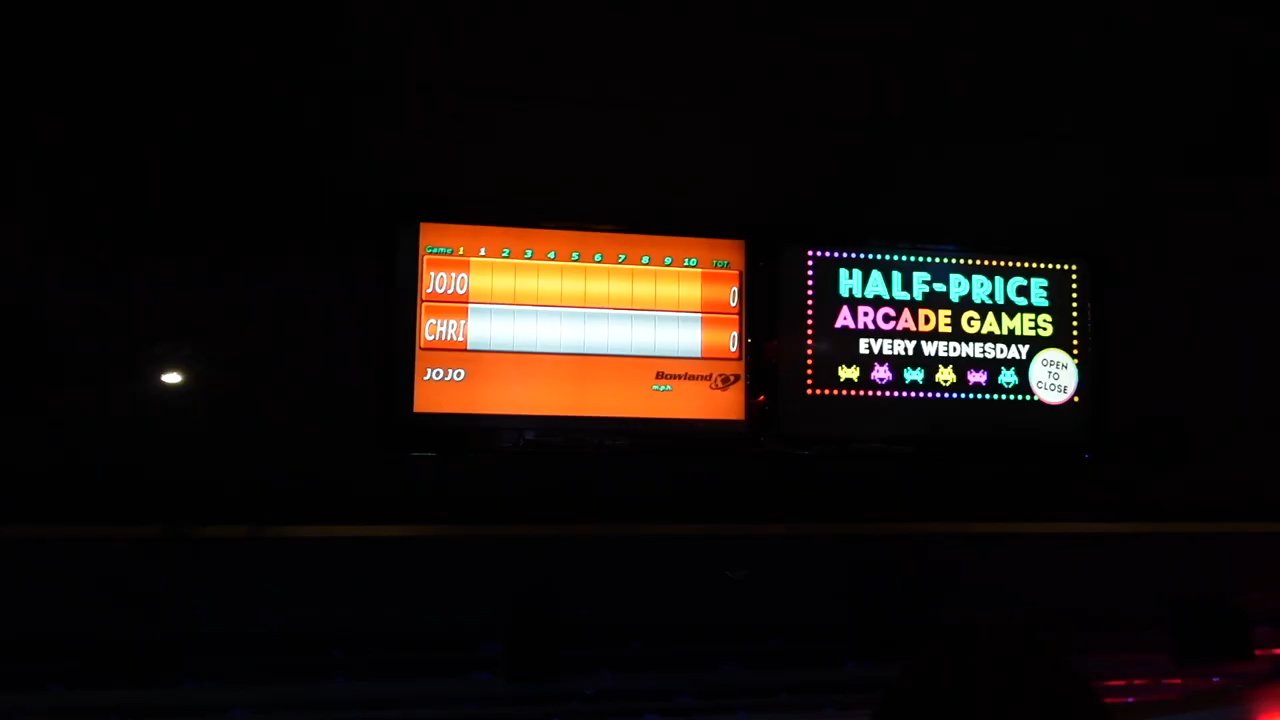 Game 1 1 2 3 4 5 6 7 8 9 10 TOT.
JOJO 0
CHRI 0
JOJO
Bowland
m.p.h.
HALF-PRICE
ARCADE GAMES
EVERY WEDNESDAY
OPEN
TO
CLOSE